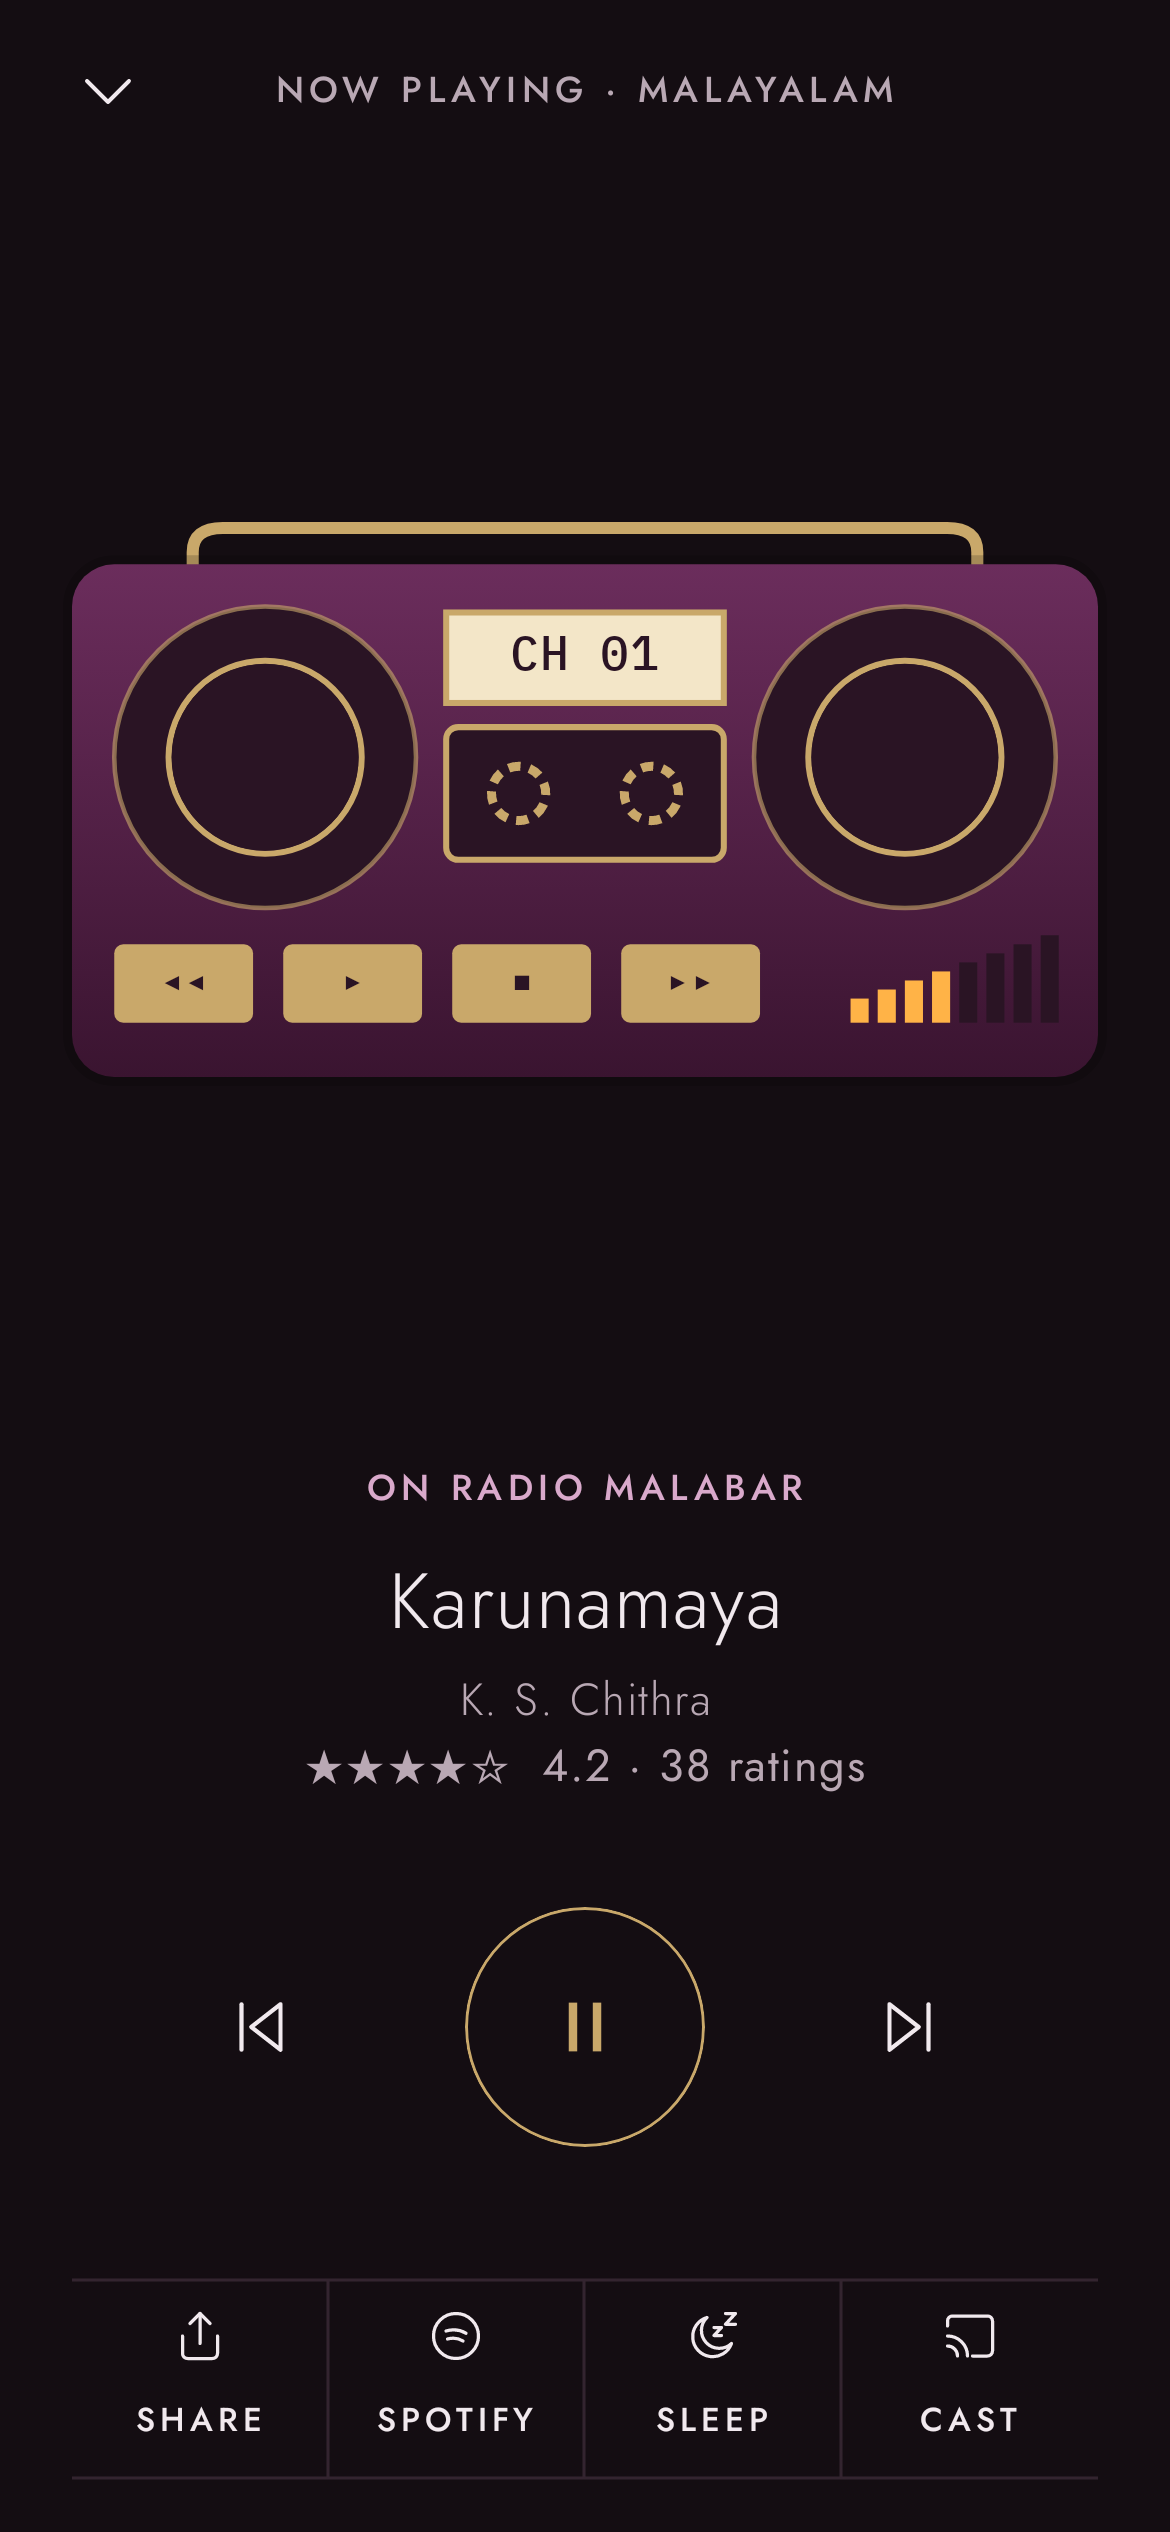 NOW PLAYING · MALAYALAM
CH 01
ON RADIO MALABAR
Karunamaya
K. S. Chithra
★★★★☆ 4.2 · 38 ratings
SHARE SPOTIFY SLEEP CAST